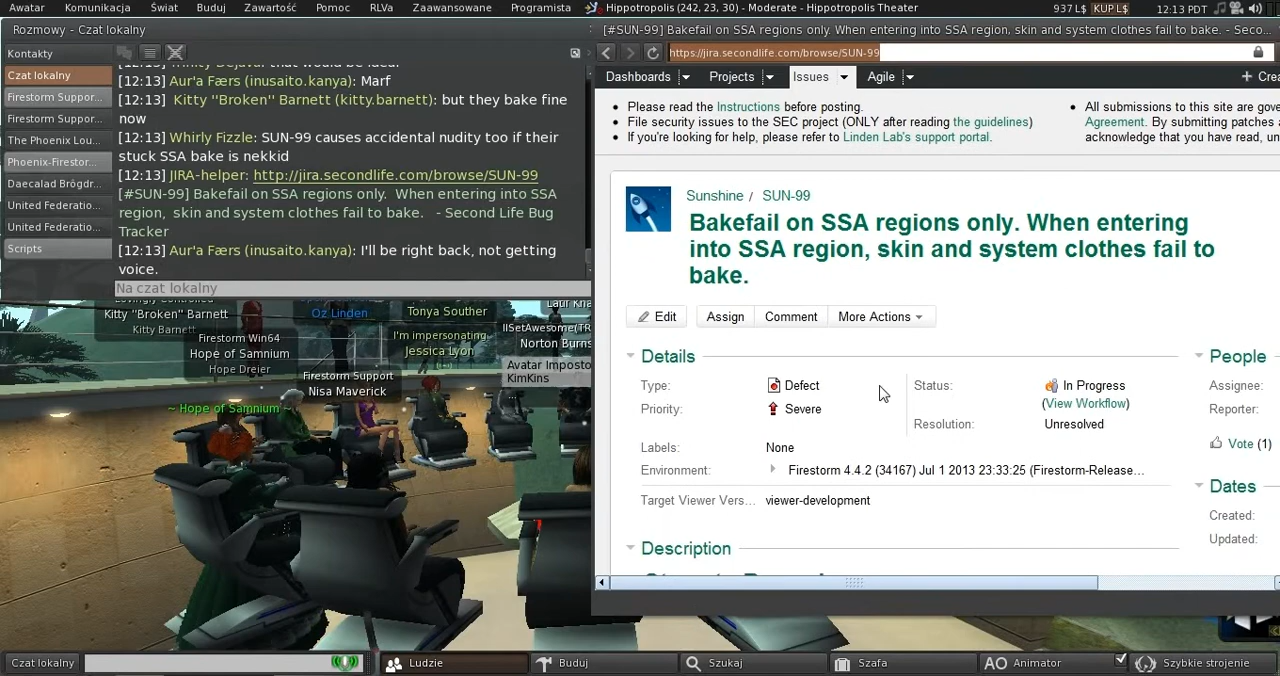 Awatar Komunikacja Świat Buduj Zawartość Pomoc RLVa Zaawansowane Programista Hippotropolis (242, 23, 30) - Moderate - Hippotropolis Theater 937 L$ KUP L$ 12:13 PDT
Rozmowy - Czat lokalny
Kontakty
Czat lokalny
Firestorm Suppor...
Firestorm Suppor...
The Phoenix Lou...
Phoenix-Firestor...
Daecalad Brögdr...
United Federatio...
United Federatio...
Scripts
that would be ideal
[12:13] Aur'a Færs (inusaito.kanya): Marf
[12:13] Kitty "Broken" Barnett (kitty.barnett): but they bake fine
now
[12:13] Whirly Fizzle: SUN-99 causes accidental nudity too if their
stuck SSA bake is nekkid
[12:13] JIRA-helper: http://jira.secondlife.com/browse/SUN-99
[#SUN-99] Bakefail on SSA regions only. When entering into SSA
region, skin and system clothes fail to bake. - Second Life Bug
Tracker
[12:13] Aur'a Færs (inusaito.kanya): I'll be right back, not getting
voice.
Na czat lokalny
Lovingly Controlled
Kitty "Broken" Barnett
Kitty Barnett
Firestorm Win64
Hope of Samnium
Hope Dreier
~ Hope of Samnium ~
Oz Linden
Firestorm Support
Nisa Maverick
Tonya Souther
I'm impersonating
Jessica Lyon
Norton Burns
Avatar Imposto
KimKins
...
[#SUN-99] Bakefail on SSA regions only. When entering into SSA region, skin and system clothes fail to bake. - Seco...
https://jira.secondlife.com/browse/SUN-99
Dashboards Projects Issues Agile + Crea
Please read the Instructions before posting.
File security issues to the SEC project (ONLY after reading the guidelines)
If you're looking for help, please refer to Linden Lab's support portal.
All submissions to this site are gove
Agreement. By submitting patches a
acknowledge that you have read, un
Sunshine / SUN-99
Bakefail on SSA regions only. When entering
into SSA region, skin and system clothes fail to
bake.
Edit Assign Comment More Actions
Details
Type: Defect
Priority: Severe
Labels: None
Environment: Firestorm 4.4.2 (34167) Jul 1 2013 23:33:25 (Firestorm-Release...
Target Viewer Vers... viewer-development
Status: In Progress
(View Workflow)
Resolution: Unresolved
People
Assignee:
Reporter:
Vote (1)
Dates
Created:
Updated:
Description
Czat lokalny Ludzie Buduj Szukaj Szafa AO Animator Szybkie strojenie